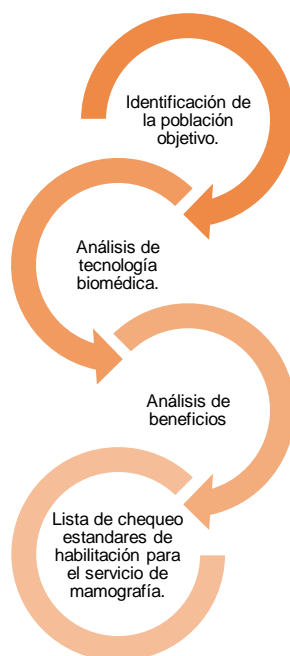 Identificación de
la población
objetivo.
Análisis de
tecnología
biomédica.
Análisis de
beneficios
Lista de chequeo
estandares de
habilitación para
el servicio de
mamografía.